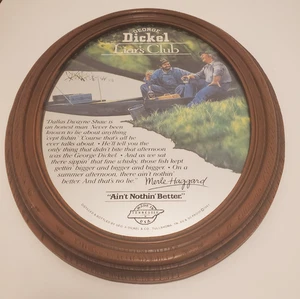 GEORGE
Dickel
Liar's Club
"Dallas Dwayne Shaw is
an honest man. Never been
known to lie about anything
'cept fishin'. 'Course that's all he
ever talks about. • He'll tell you the
only thing that didn't bite that afternoon
was the George Dickel. • And as we sat
there sippin' that fine whisky, those fish kept
gettin' bigger and bigger and bigger. • On a
summer afternoon, there ain't nothin'
better. And that's no lie."
Merle Haggard
"Ain't Nothin' Better."
TENNESSEE